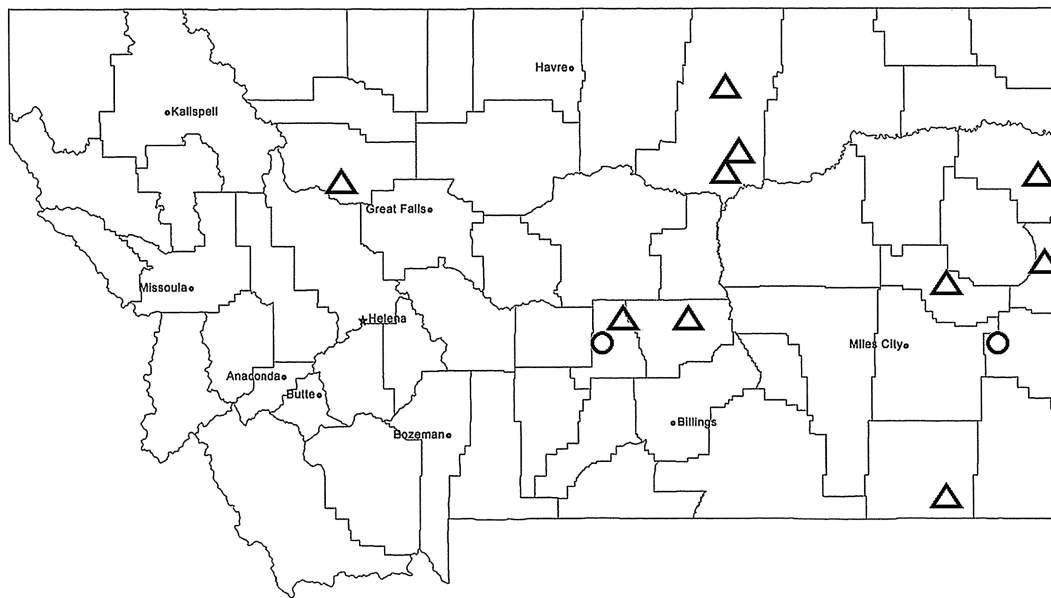 Havre
Kalispell
Great Falls
Missoula
Helena
Miles City
Anaconda
Butte
Billings
Bozeman